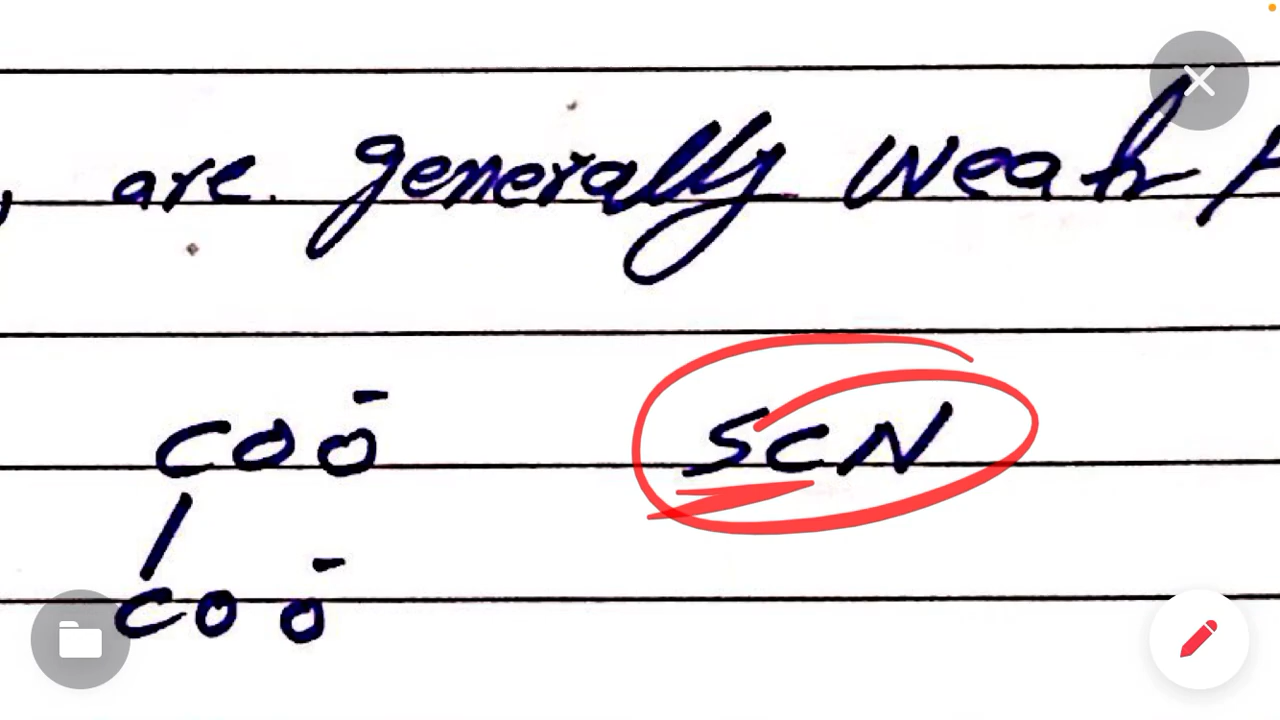 , are generally weak
COO⁻ SCN
|
COO⁻